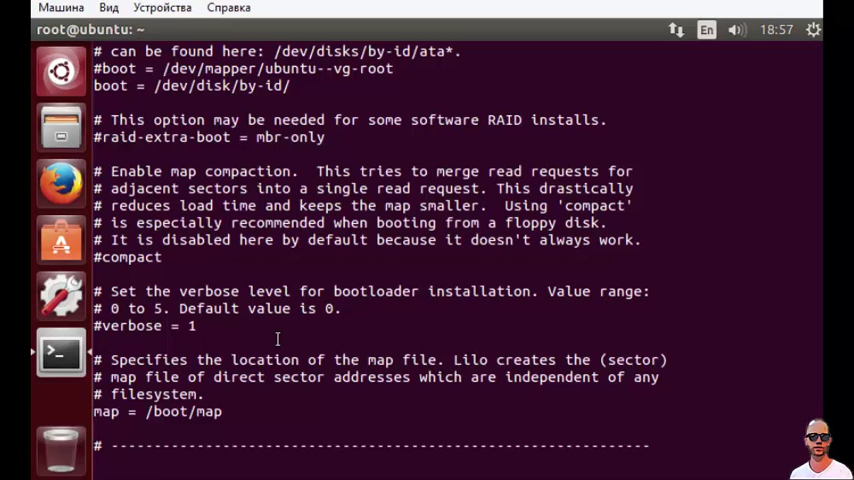 Машина Вид Устройства Справка
root@ubuntu: ~ En 18:57
# can be found here: /dev/disks/by-id/ata*.
#boot = /dev/mapper/ubuntu--vg-root
boot = /dev/disk/by-id/
# This option may be needed for some software RAID installs.
#raid-extra-boot = mbr-only
# Enable map compaction.  This tries to merge read requests for
# adjacent sectors into a single read request. This drastically
# reduces load time and keeps the map smaller.  Using 'compact'
# is especially recommended when booting from a floppy disk.
# It is disabled here by default because it doesn't always work.
#compact
# Set the verbose level for bootloader installation. Value range:
# 0 to 5. Default value is 0.
#verbose = 1
# Specifies the location of the map file. Lilo creates the (sector)
# map file of direct sector addresses which are independent of any
# filesystem.
map = /boot/map
# ---------------------------------------------------------------